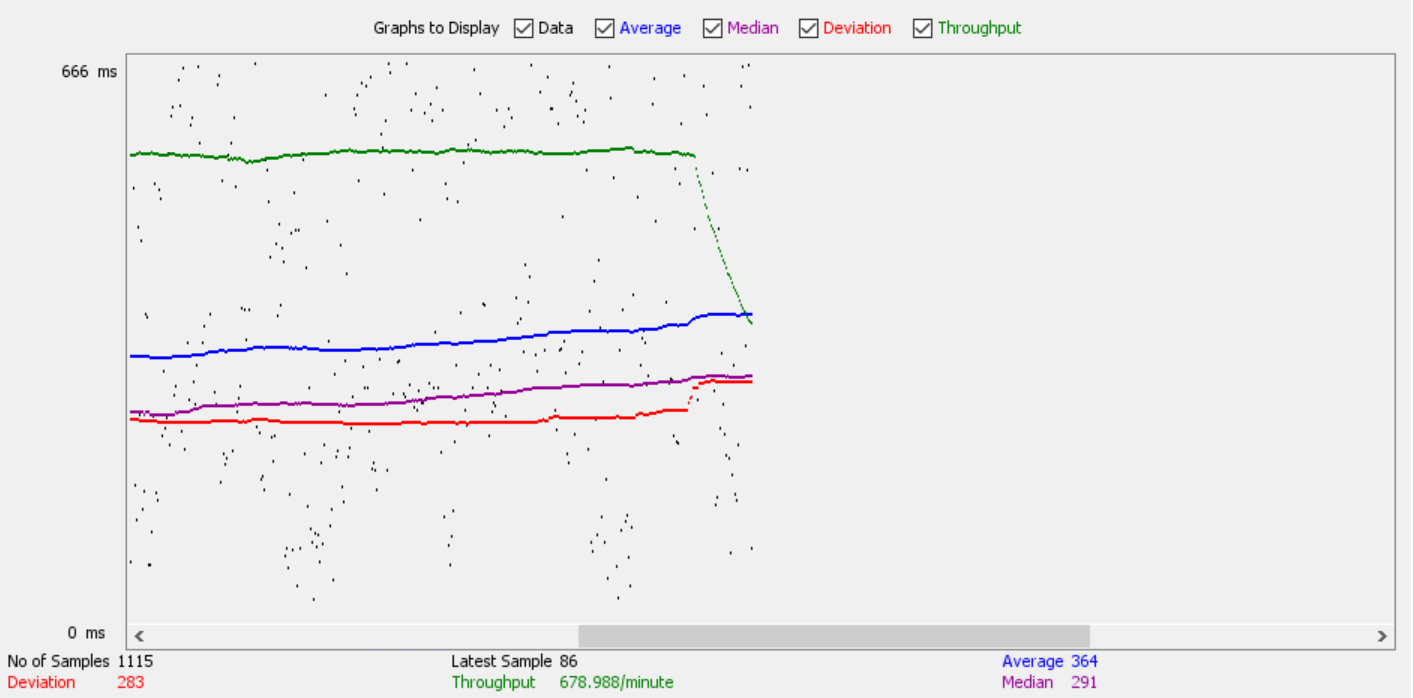 Graphs to Display Data Average Median Deviation Throughput
666 ms
0 ms
No of Samples 1115 Latest Sample 86 Average 364
Deviation 283 Throughput 678.988/minute Median 291